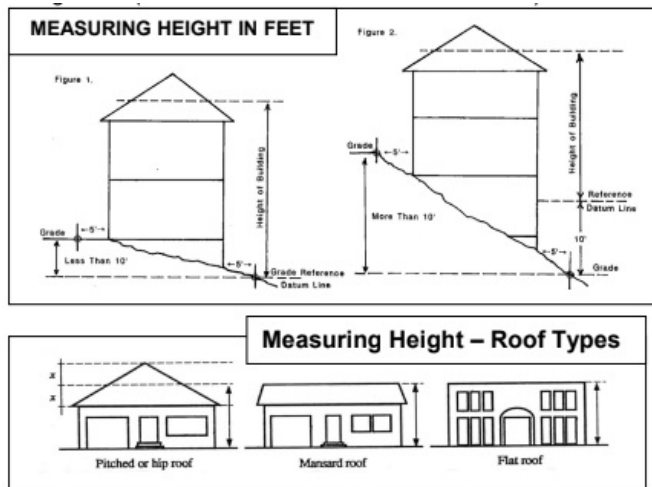 MEASURING HEIGHT IN FEET
Figure 1.
Grade
5'
Less Than 10'
5'
Height of Building
Grade Reference
Datum Line
Figure 2.
Grade
5'
More Than 10'
5'
Height of Building
Reference
Datum Line
10'
Grade
Measuring Height – Roof Types
Pitched or hip roof
Mansard roof
Flat roof